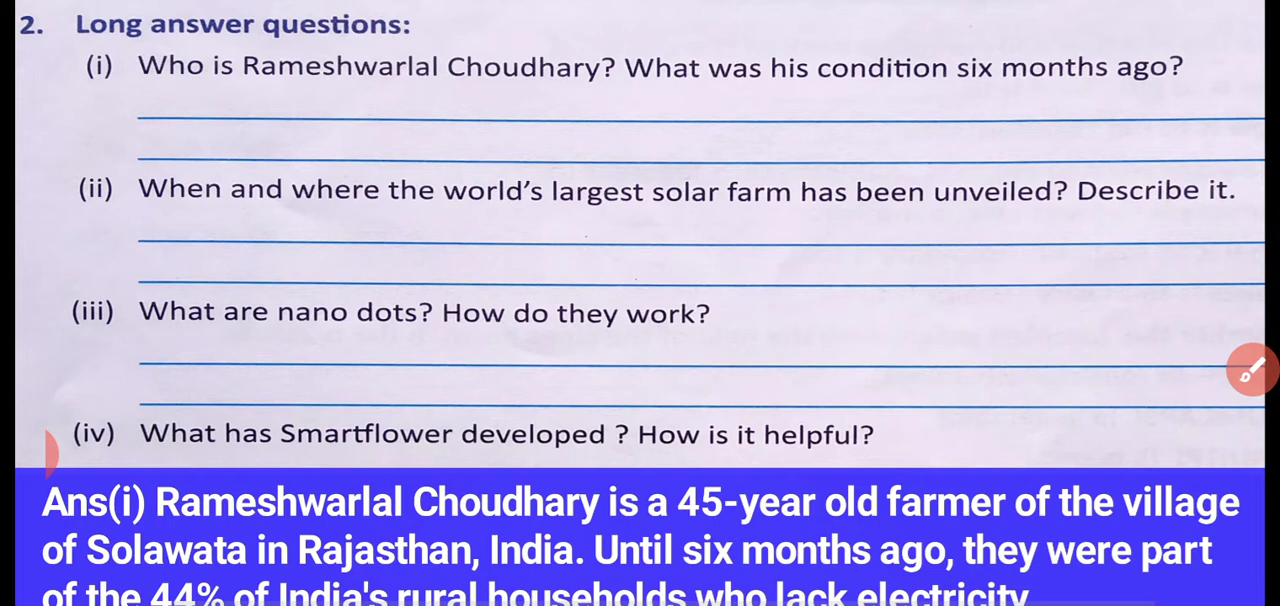 2. Long answer questions:
(i) Who is Rameshwarlal Choudhary? What was his condition six months ago?
(ii) When and where the world's largest solar farm has been unveiled? Describe it.
(iii) What are nano dots? How do they work?
(iv) What has Smartflower developed ? How is it helpful?
Ans(i) Rameshwarlal Choudhary is a 45-year old farmer of the village
of Solawata in Rajasthan, India. Until six months ago, they were part
of the 44% of India's rural households who lack electricity